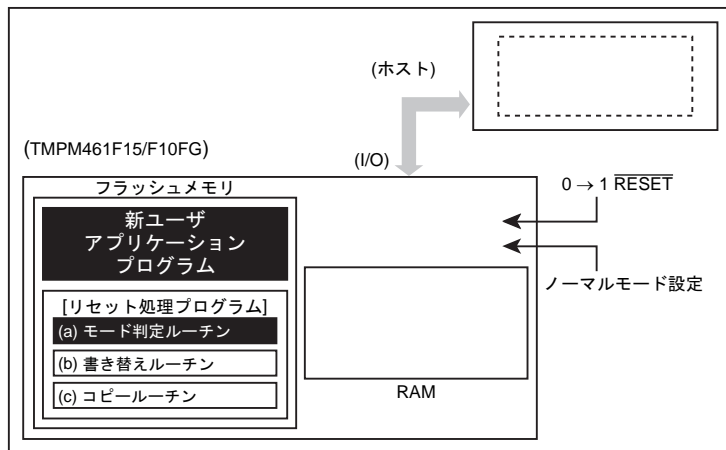 (ホスト)
(TMPM461F15/F10FG)
(I/O)
フラッシュメモリ
0 → 1 RESET
新ユーザ
アプリケーション
プログラム
ノーマルモード設定
[リセット処理プログラム]
(a) モード判定ルーチン
(b) 書き替えルーチン
(c) コピールーチン
RAM